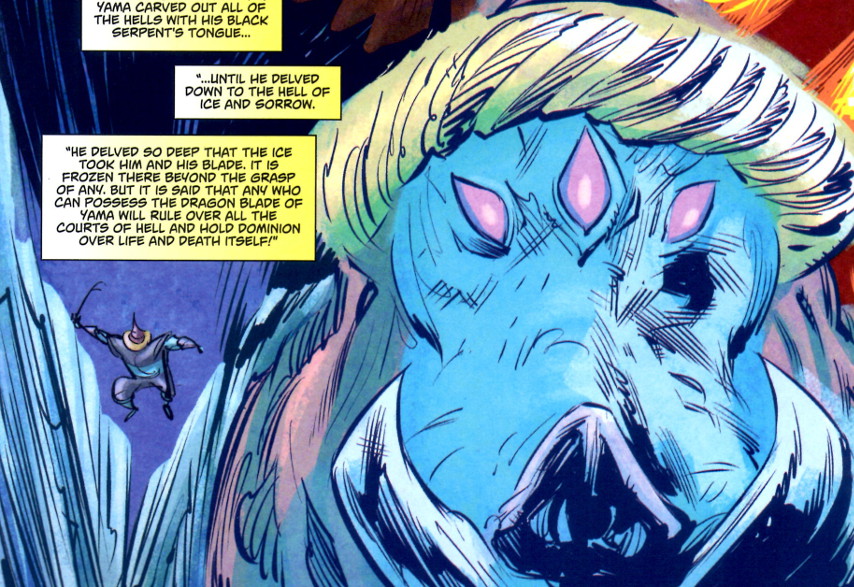 YAMA CARVED OUT ALL OF
THE HELLS WITH HIS BLACK
SERPENT'S TONGUE...
"...UNTIL HE DELVED
DOWN TO THE HELL OF
ICE AND SORROW.
"HE DELVED SO DEEP THAT THE ICE
TOOK HIM AND HIS BLADE. IT IS
FROZEN THERE BEYOND THE GRASP
OF ANY. BUT IT IS SAID THAT ANY WHO
CAN POSSESS THE DRAGON BLADE OF
YAMA WILL RULE OVER ALL THE
COURTS OF HELL AND HOLD DOMINION
OVER LIFE AND DEATH ITSELF!"